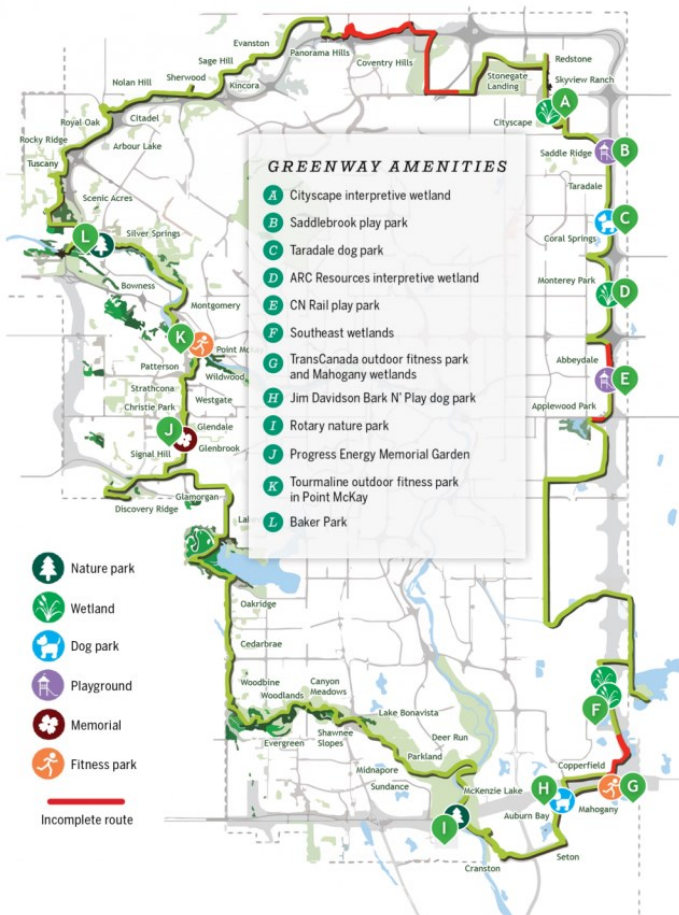 Evanston
Panorama Hills
Coventry Hills
Redstone
Sage Hill
Stonegate
Landing
Skyview Ranch
Sherwood
Nolan Hill
Kincora
A
Royal Oak
Citadel
Cityscape
Rocky Ridge
Arbour Lake
Saddle Ridge
B
Tuscany
Taradale
Scenic Acres
C
L
Silver Springs
Coral Springs
Bowness
Monterey Park
D
Montgomery
K
Point McKay
Abbeydale
Patterson
Wildwood
E
Strathcona
Westgate
Christie Park
Applewood Park
J
Glendale
Glenbrook
Signal Hill
Glamorgan
Discovery Ridge
GREENWAY AMENITIES
A Cityscape interpretive wetland
B Saddlebrook play park
C Taradale dog park
D ARC Resources interpretive wetland
E CN Rail play park
F Southeast wetlands
G TransCanada outdoor fitness park
and Mahogany wetlands
H Jim Davidson Bark N' Play dog park
I Rotary nature park
J Progress Energy Memorial Garden
K Tourmaline outdoor fitness park
in Point McKay
L Baker Park
Oakridge
Cedarbrae
Woodbine
Woodlands
Canyon
Meadows
F
Lake Bonavista
Evergreen
Shawnee
Slopes
Deer Run
Parkland
Midnapore
Copperfield
Sundance
McKenzie Lake
H
G
Auburn Bay
Mahogany
I
Seton
Cranston
Nature park
Wetland
Dog park
Playground
Memorial
Fitness park
Incomplete route